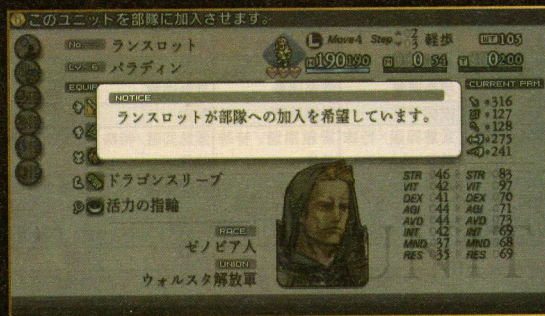 このユニットを部隊に加入させます。
No ランスロット
L Move4 Step 2 3 軽歩 WT105
Lv 6 パラディン
190 190 0 54 0 200
EQUIP
CURRENT PAM.
NOTICE
ランスロットが部隊への加入を希望しています。
316
127
128
275
241
ドラゴンスリーブ
活力の指輪
STR 46 STR 83
VIT 42 VIT 97
DEX 41 DEX 70
AGI 44 AGI 71
AVD 44 AVD 73
INT 42 INT 69
MND 37 MND 68
RES 35 RES 69
RACE
ゼノビア人
UNION
ウォルスタ解放軍
UNIT